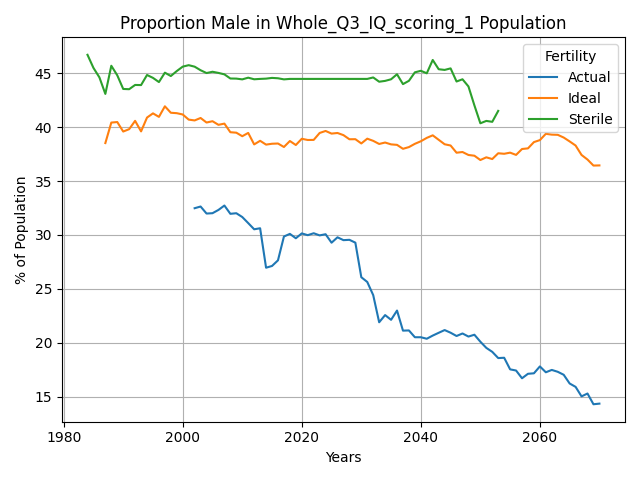 Proportion Male in Whole_Q3_IQ_scoring_1 Population
Fertility
Actual
Ideal
Sterile
% of Population
45
40
35
30
25
20
15
1980
2000
2020
2040
2060
Years